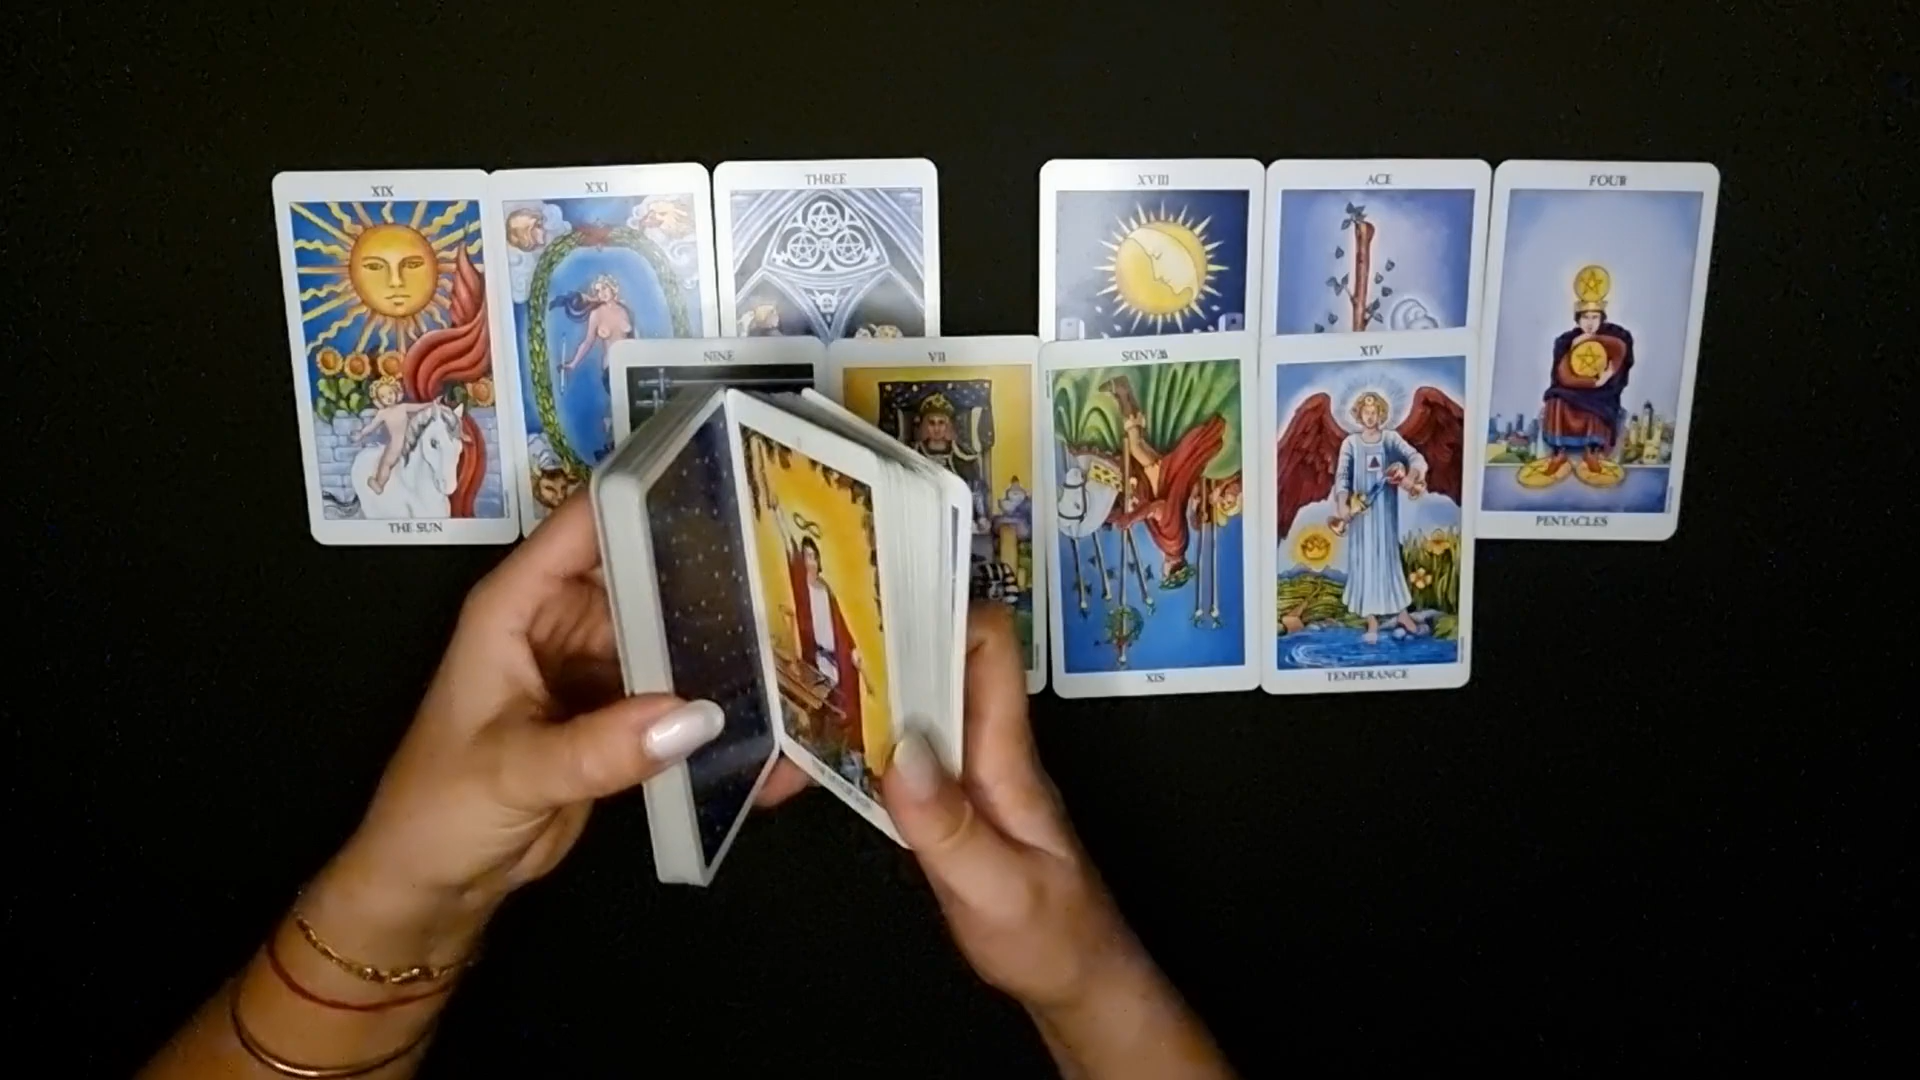 XIX
XXI
THREE
XVIII
ACE
FOUR
NINE
VII
WANDS
XIV
THE SUN
PENTACLES
SIX
TEMPERANCE
I